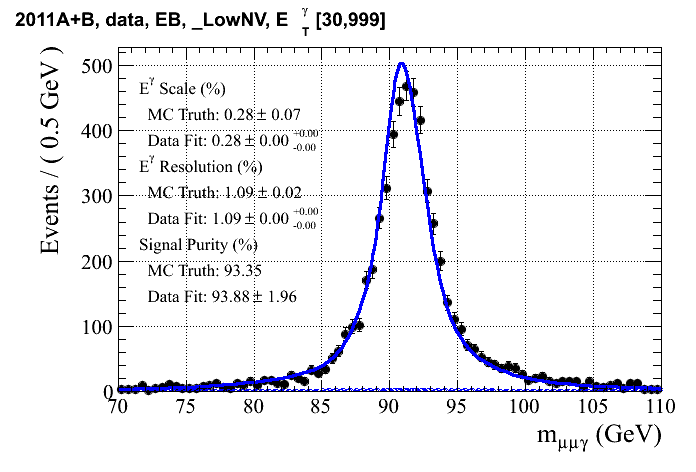 2011A+B, data, EB, _LowNV, E γ T [30,999]
Events / ( 0.5 GeV )
500
400
300
200
100
0
E^γ Scale (%)
MC Truth: 0.28 ± 0.07
Data Fit: 0.28 ± 0.00 +0.00 -0.00
E^γ Resolution (%)
MC Truth: 1.09 ± 0.02
Data Fit: 1.09 ± 0.00 +0.00 -0.00
Signal Purity (%)
MC Truth: 93.35
Data Fit: 93.88 ± 1.96
70 75 80 85 90 95 100 105 110
m_μμγ (GeV)